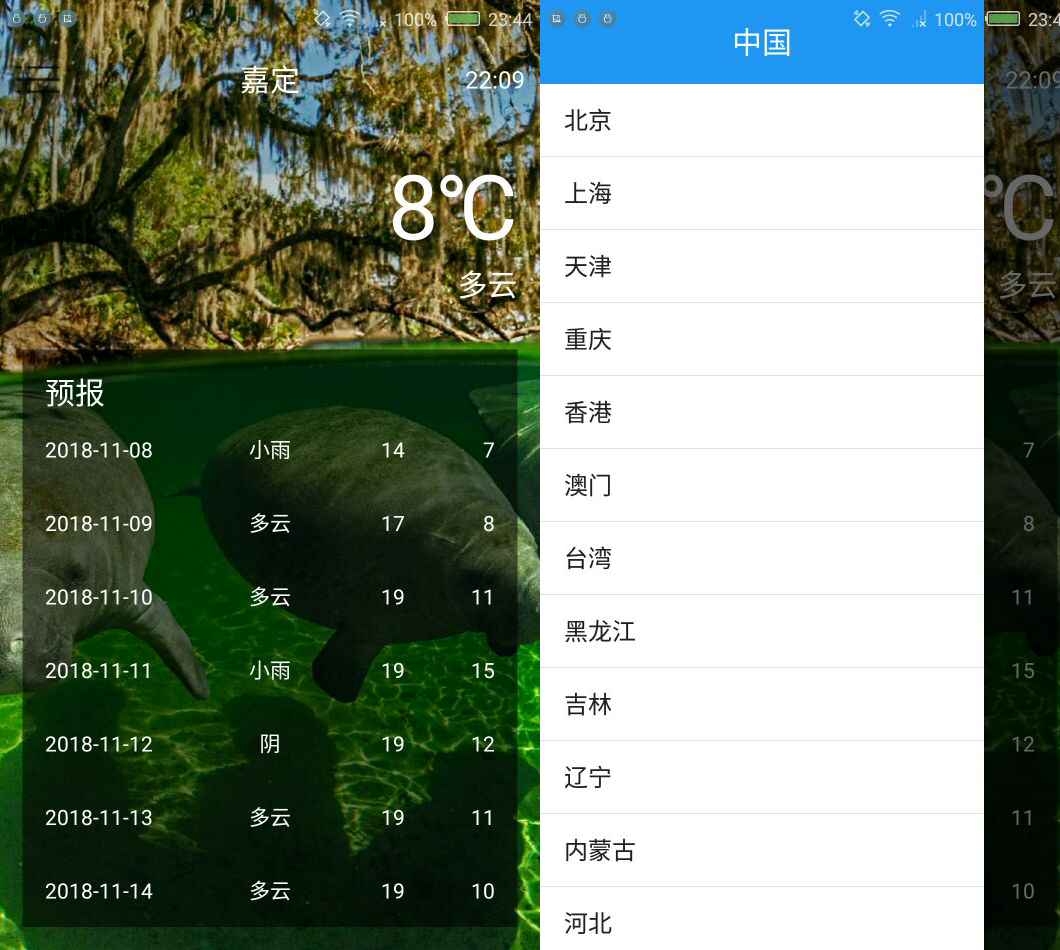 100% 23:44
嘉定 22:09
8℃
多云
预报
2018-11-08 小雨 14 7
2018-11-09 多云 17 8
2018-11-10 多云 19 11
2018-11-11 小雨 19 15
2018-11-12 阴 19 12
2018-11-13 多云 19 11
2018-11-14 多云 19 10
100% 23:4
中国
22:09
北京
上海
℃
天津
多云
重庆
香港
7
澳门
8
台湾
11
黑龙江
15
吉林
12
辽宁
11
内蒙古
10
河北